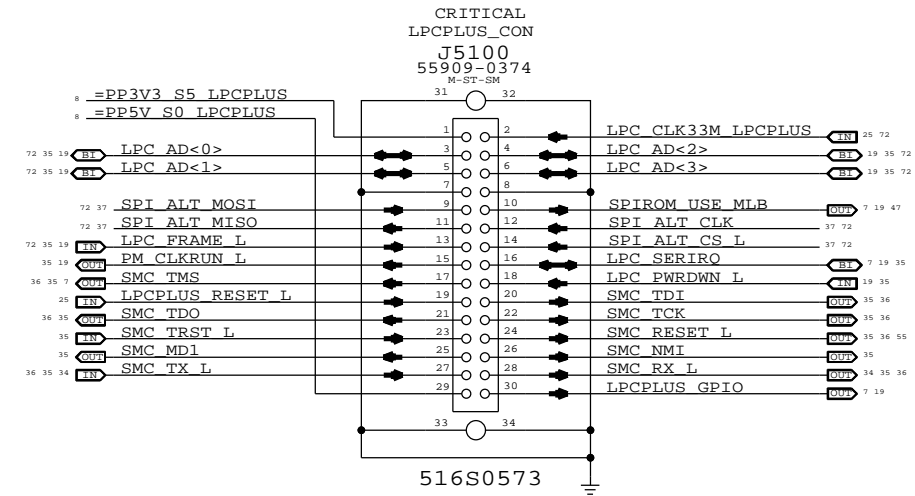 CRITICAL
LPCPLUS_CON
J5100
55909-0374
M-ST-SM
31 32
8 =PP3V3_S5_LPCPLUS
8 =PP5V_S0_LPCPLUS
1 2 LPC_CLK33M_LPCPLUS IN 25 72
72 35 19 BI LPC_AD<0> 3 4 LPC_AD<2> BI 19 35 72
72 35 19 BI LPC_AD<1> 5 6 LPC_AD<3> BI 19 35 72
7 8
72 37 SPI_ALT_MOSI 9 10 SPIROM_USE_MLB OUT 7 19 47
72 37 SPI_ALT_MISO 11 12 SPI_ALT_CLK 37 72
72 35 19 IN LPC_FRAME_L 13 14 SPI_ALT_CS_L 37 72
35 19 OUT PM_CLKRUN_L 15 16 LPC_SERIRQ BI 7 19 35
36 35 7 OUT SMC_TMS 17 18 LPC_PWRDWN_L IN 19 35
25 IN LPCPLUS_RESET_L 19 20 SMC_TDI OUT 35 36
36 35 OUT SMC_TDO 21 22 SMC_TCK OUT 35 36
35 IN SMC_TRST_L 23 24 SMC_RESET_L OUT 35 36 55
35 OUT SMC_MD1 25 26 SMC_NMI OUT 35
36 35 34 IN SMC_TX_L 27 28 SMC_RX_L OUT 34 35 36
29 30 LPCPLUS_GPIO OUT 7 19
33 34
516S0573